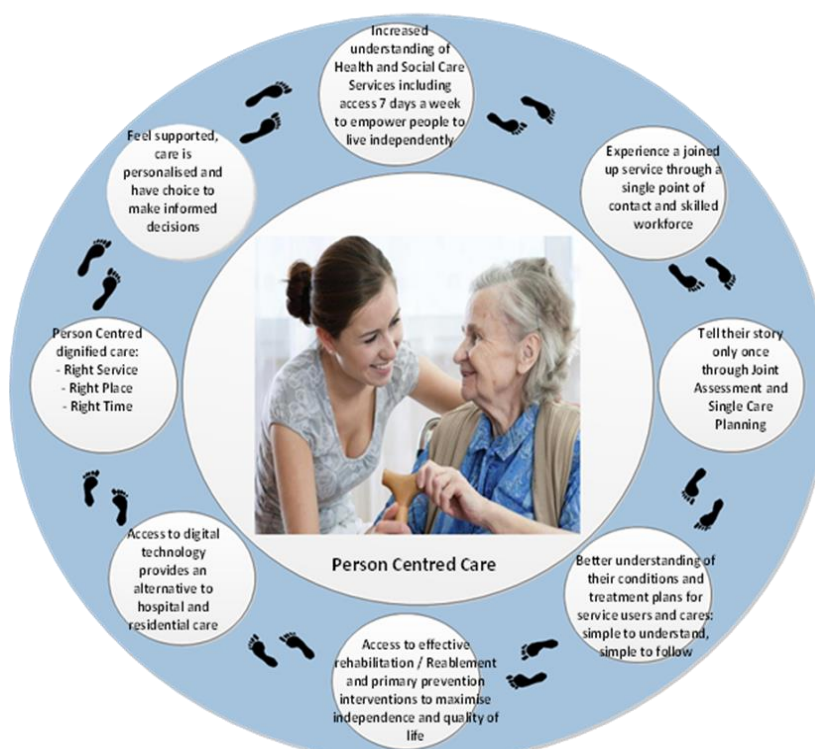 Increased
understanding of
Health and Social Care
Services including
access 7 days a week
to empower people to
live independently
Experience a joined
up service through a
single point of
contact and skilled
workforce
Tell their story
only once
through Joint
Assessment and
Single Care
Planning
Better understanding of
their conditions and
treatment plans for
service users and cares:
simple to understand,
simple to follow
Access to effective
rehabilitation / Reablement
and primary prevention
interventions to maximise
independence and quality of
life
Access to digital
technology
provides an
alternative to
hospital and
residential care
Person Centred
dignified care:
- Right Service
- Right Place
- Right Time
Feel supported,
care is
personalised and
have choice to
make informed
decisions
Person Centred Care